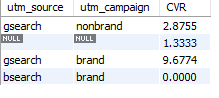 utm_source utm_campaign CVR
gsearch nonbrand 2.8755
NULL NULL 1.3333
gsearch brand 9.6774
bsearch brand 0.0000